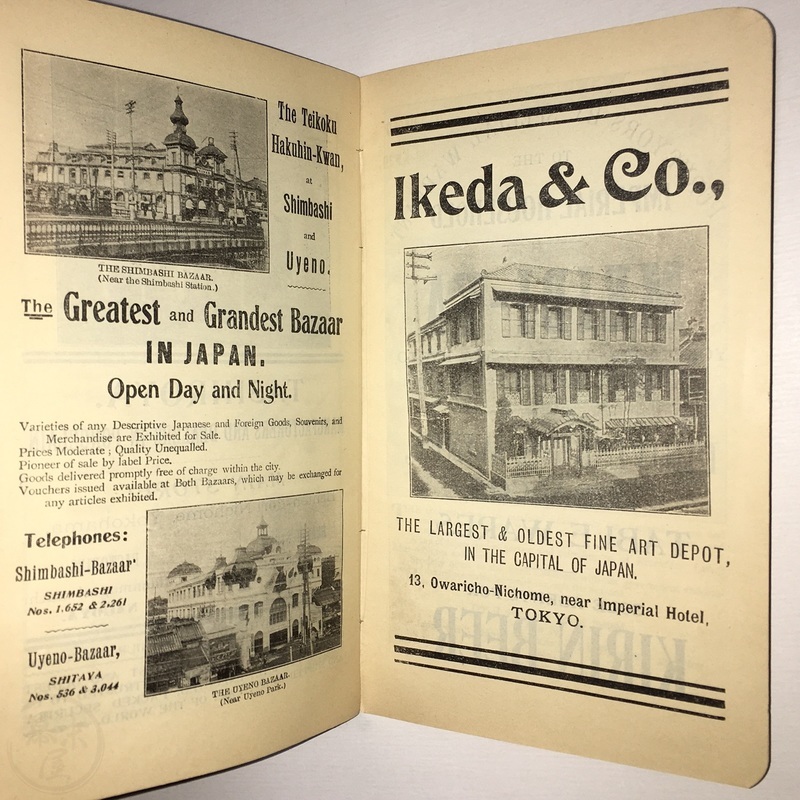 The Teikoku
Hakuhin-Kwan,
at
Shimbashi
and
Uyeno.
THE SHIMBASHI BAZAAR.
(Near the Shimbashi Station.)
The Greatest and Grandest Bazaar
IN JAPAN.
Open Day and Night.
Varieties of any Descriptive Japanese and Foreign Goods, Souvenirs, and
Merchandise are Exhibited for Sale.
Prices Moderate; Quality Unequalled.
Pioneer of sale by label Price.
Goods delivered promptly free of charge within the city.
Vouchers issued available at Both Bazaars, which may be exchanged for
any articles exhibited.
Telephones:
Shimbashi-Bazaar'
SHIMBASHI
Nos. 1.652 & 2.261
Uyeno-Bazaar,
SHITAYA
Nos. 536 & 3,044
THE UYENO BAZAAR.
(Near Uyeno Park.)
Ikeda & Co.,
THE LARGEST & OLDEST FINE ART DEPOT,
IN THE CAPITAL OF JAPAN.
13, Owaricho-Nichome, near Imperial Hotel,
TOKYO.
KIRIN BEER